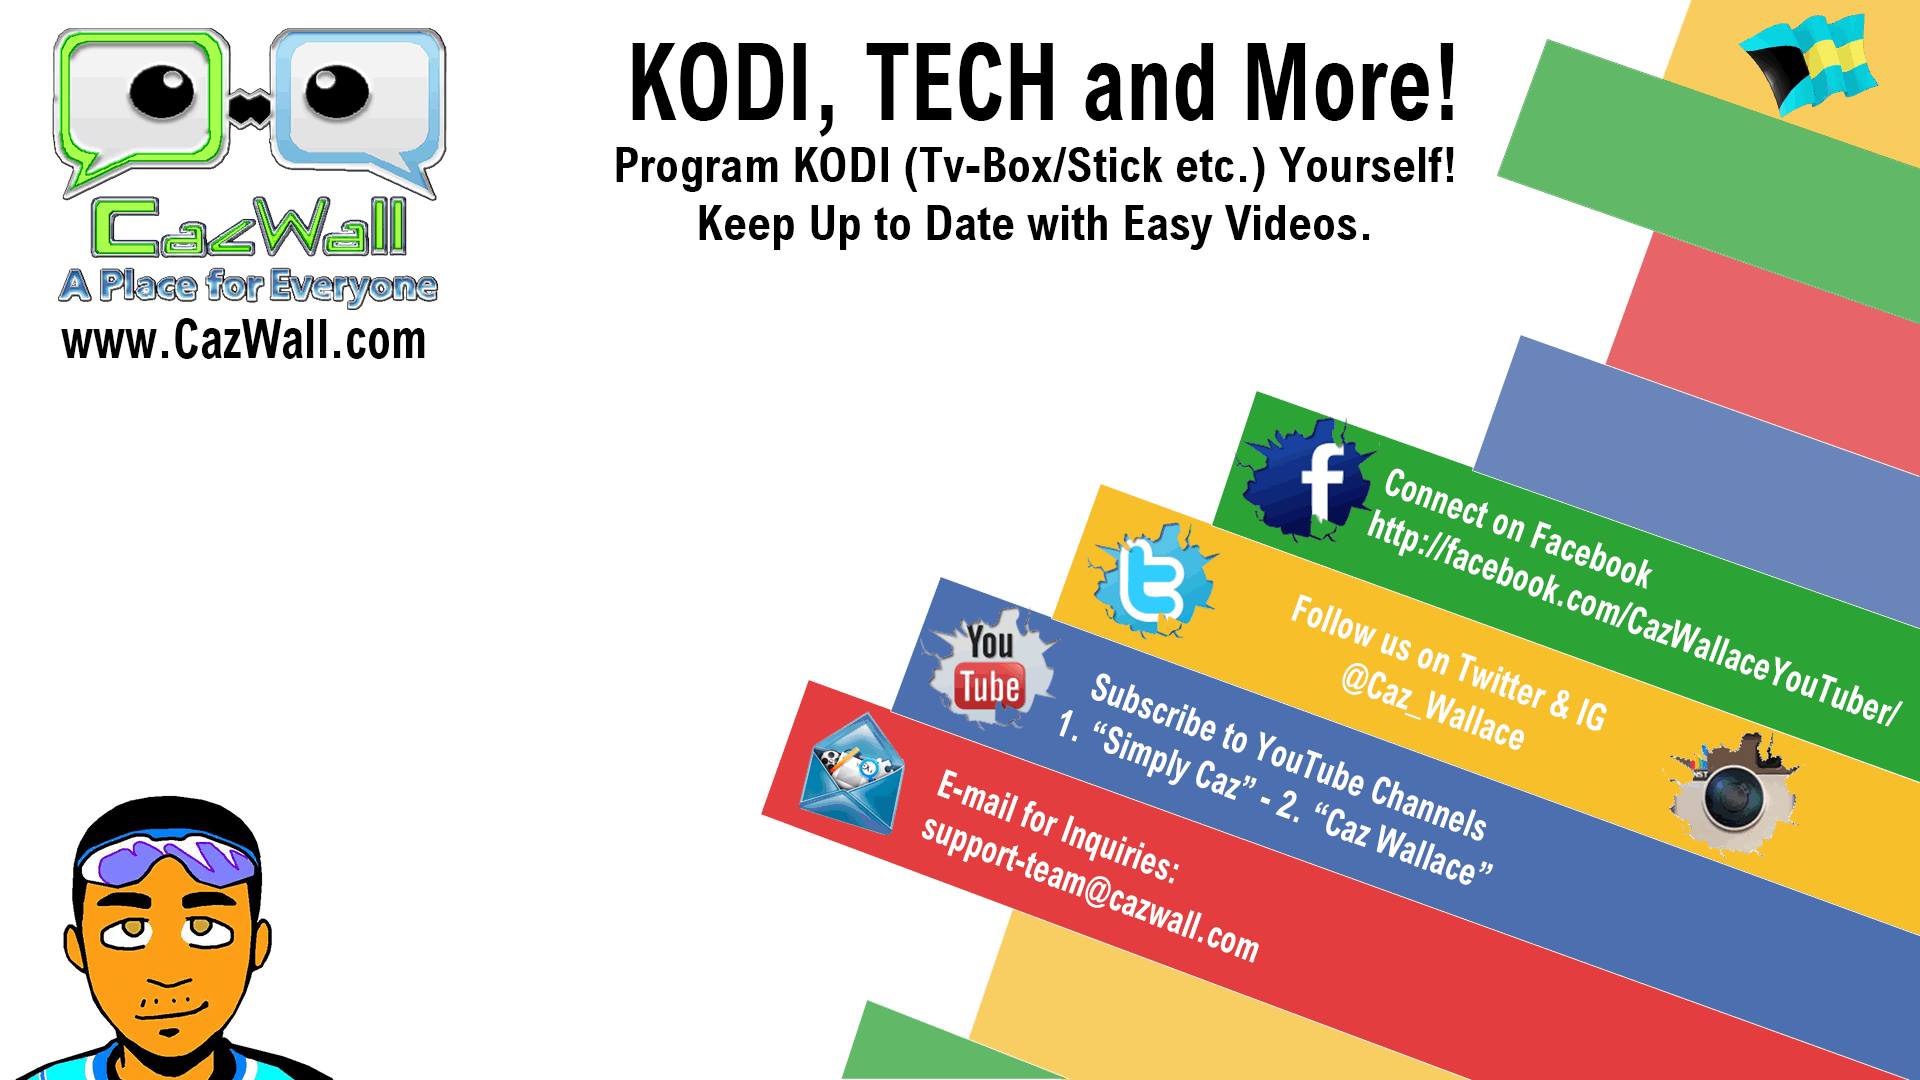 CazWall
A Place for Everyone
www.CazWall.com
KODI, TECH and More!
Program KODI (Tv-Box/Stick etc.) Yourself!
Keep Up to Date with Easy Videos.
f
Connect on Facebook
http://facebook.com/CazWallaceYouTuber/
t
Follow us on Twitter & IG
@Caz_Wallace
You
Tube
Subscribe to YouTube Channels
1. “Simply Caz” - 2. “Caz Wallace”
E-mail for Inquiries:
support-team@cazwall.com